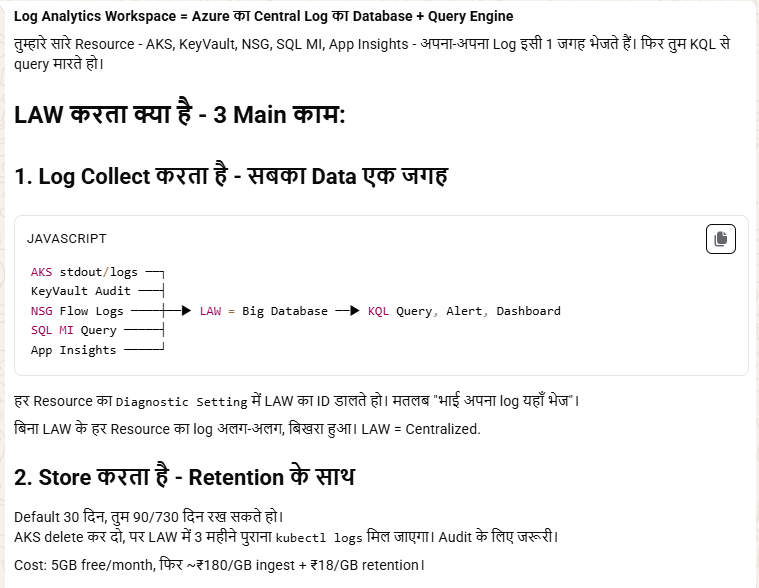 Log Analytics Workspace = Azure का Central Log का Database + Query Engine
तुम्हारे सारे Resource - AKS, KeyVault, NSG, SQL MI, App Insights - अपना-अपना Log इसी 1 जगह भेजते हैं। फिर तुम KQL से
query मारते हो।
LAW करता क्या है - 3 Main काम:
1. Log Collect करता है - सबका Data एक जगह
JAVASCRIPT
AKS stdout/logs ──┐
KeyVault Audit ───┤
NSG Flow Logs ────┼──▶ LAW = Big Database ──▶ KQL Query, Alert, Dashboard
SQL MI Query ─────┤
App Insights ─────┘
हर Resource का Diagnostic Setting में LAW का ID डालते हो। मतलब "भाई अपना log यहाँ भेज"।
बिना LAW के हर Resource का log अलग-अलग, बिखरा हुआ। LAW = Centralized.
2. Store करता है - Retention के साथ
Default 30 दिन, तुम 90/730 दिन रख सकते हो।
AKS delete कर दो, पर LAW में 3 महीने पुराना kubectl logs मिल जाएगा। Audit के लिए जरूरी।
Cost: 5GB free/month, फिर ~₹180/GB ingest + ₹18/GB retention।